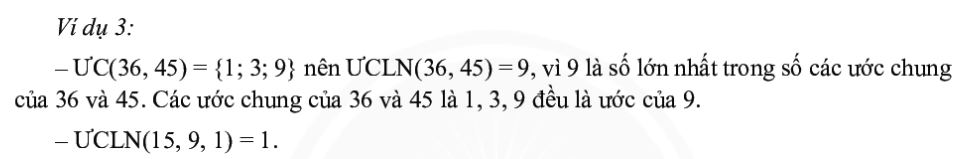 Ví dụ 3:
– ƯC(36, 45) = {1; 3; 9} nên ƯCLN(36, 45) = 9, vì 9 là số lớn nhất trong số các ước chung
của 36 và 45. Các ước chung của 36 và 45 là 1, 3, 9 đều là ước của 9.
– ƯCLN(15, 9, 1) = 1.